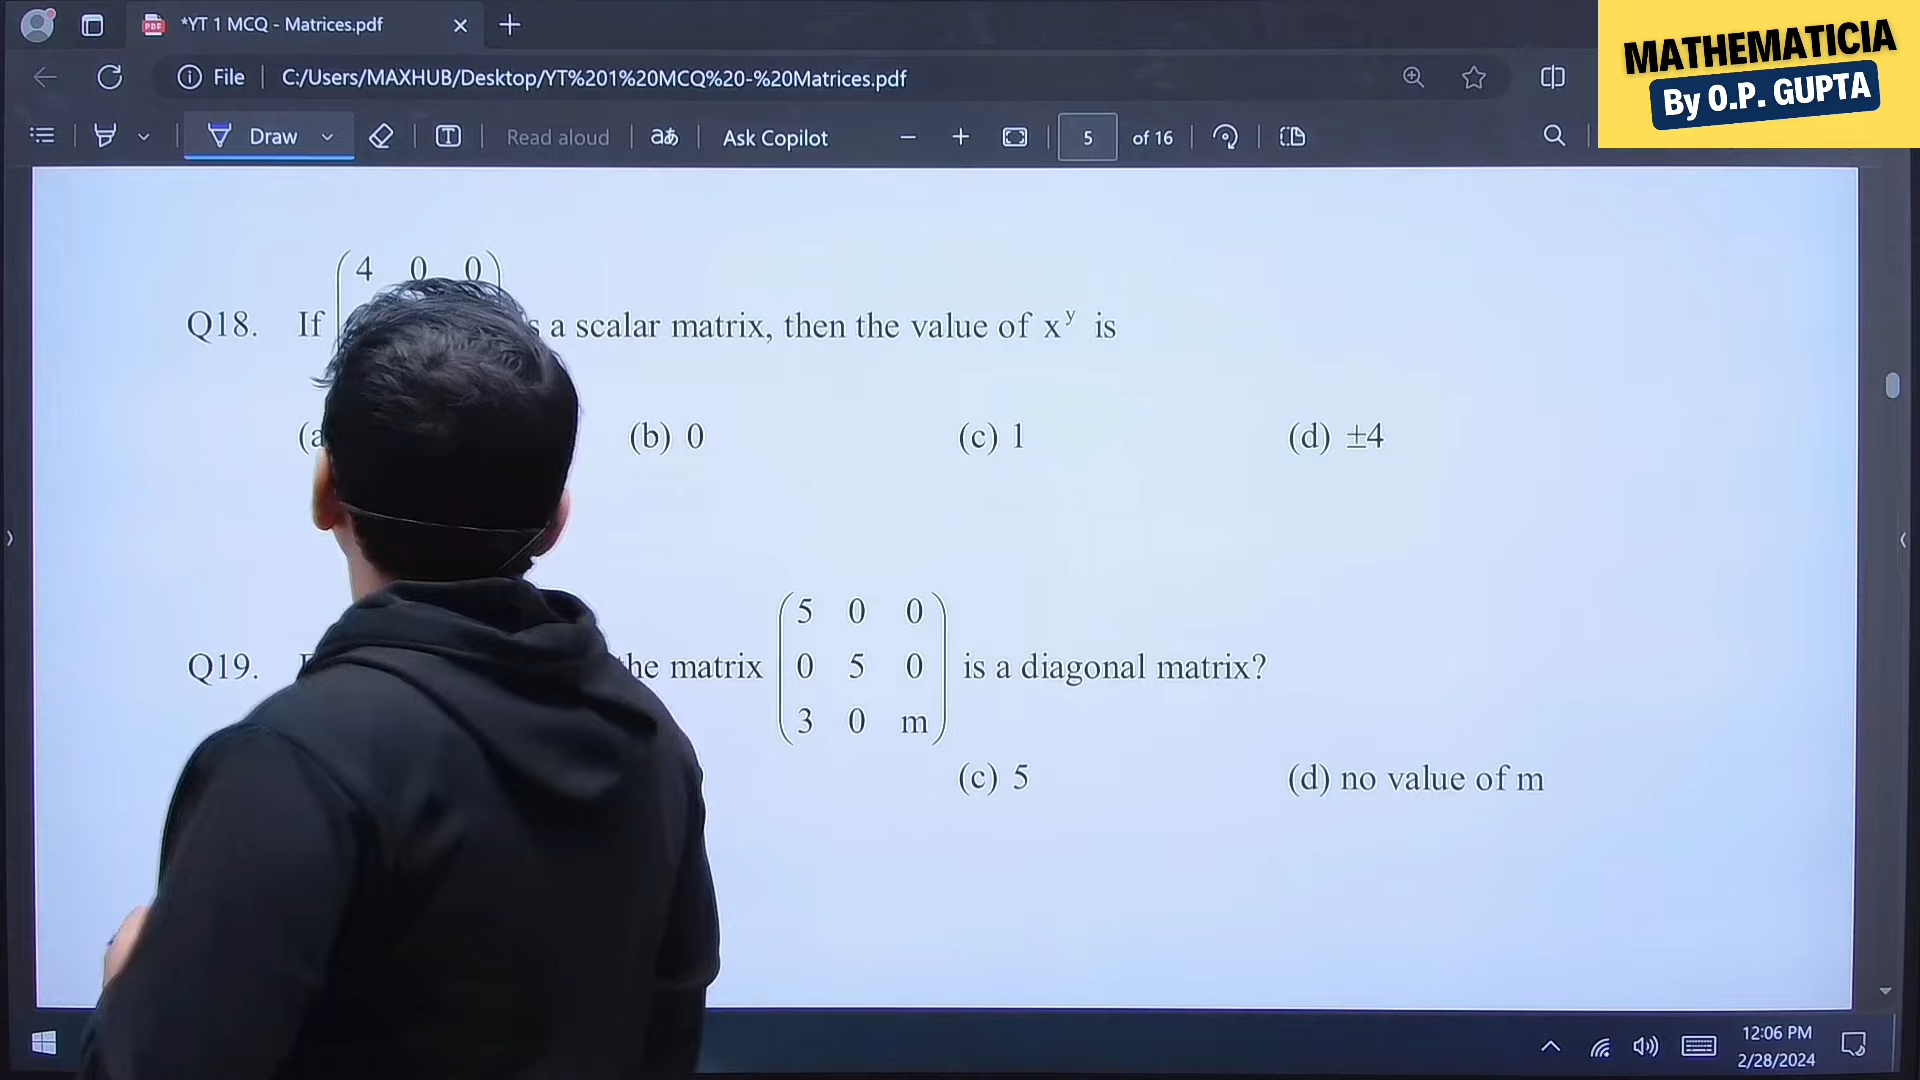 *YT 1 MCQ - Matrices.pdf
File
C:/Users/MAXHUB/Desktop/YT%201%20MCQ%20-%20Matrices.pdf
MATHEMATICIA
By O.P. GUPTA
Draw
Read aloud
aあ
Ask Copilot
5 of 16
4 0 0
Q18. If s a scalar matrix, then the value of x^y is
(a (b) 0 (c) 1 (d) ±4
5 0 0
Q19. the matrix 0 5 0 is a diagonal matrix?
3 0 m
(c) 5 (d) no value of m
12:06 PM
2/28/2024